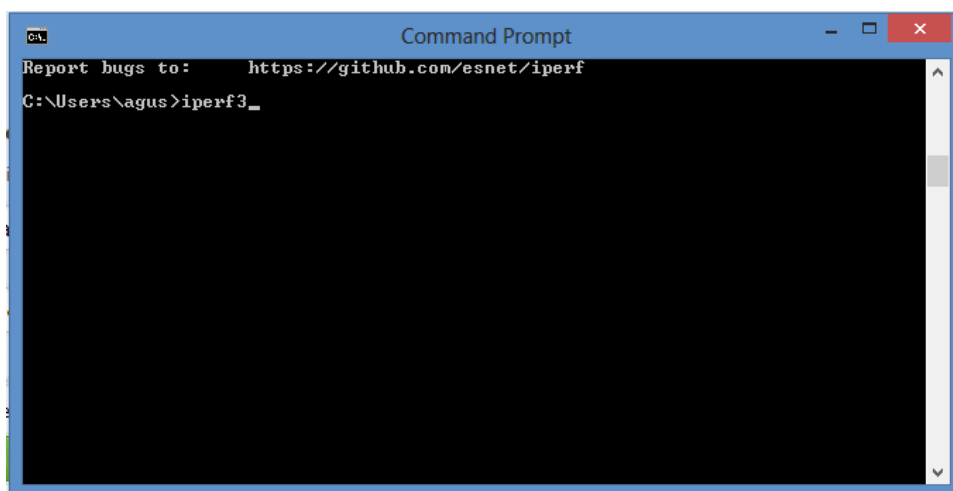 Command Prompt
Report bugs to:     https://github.com/esnet/iperf
C:\Users\agus>iperf3_